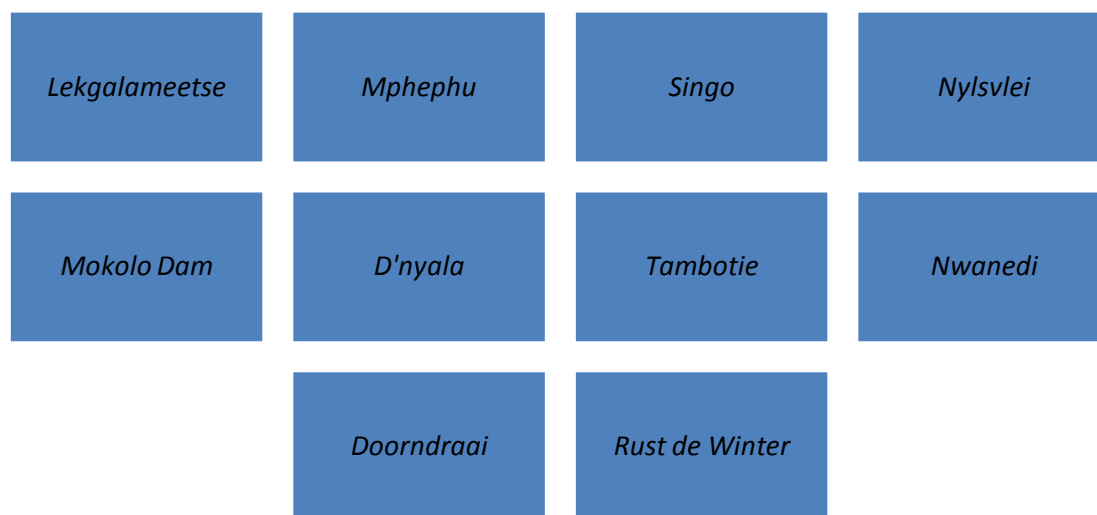 Lekgalameetse
Mphephu
Singo
Nylsvlei
Mokolo Dam
D'nyala
Tambotie
Nwanedi
Doorndraai
Rust de Winter